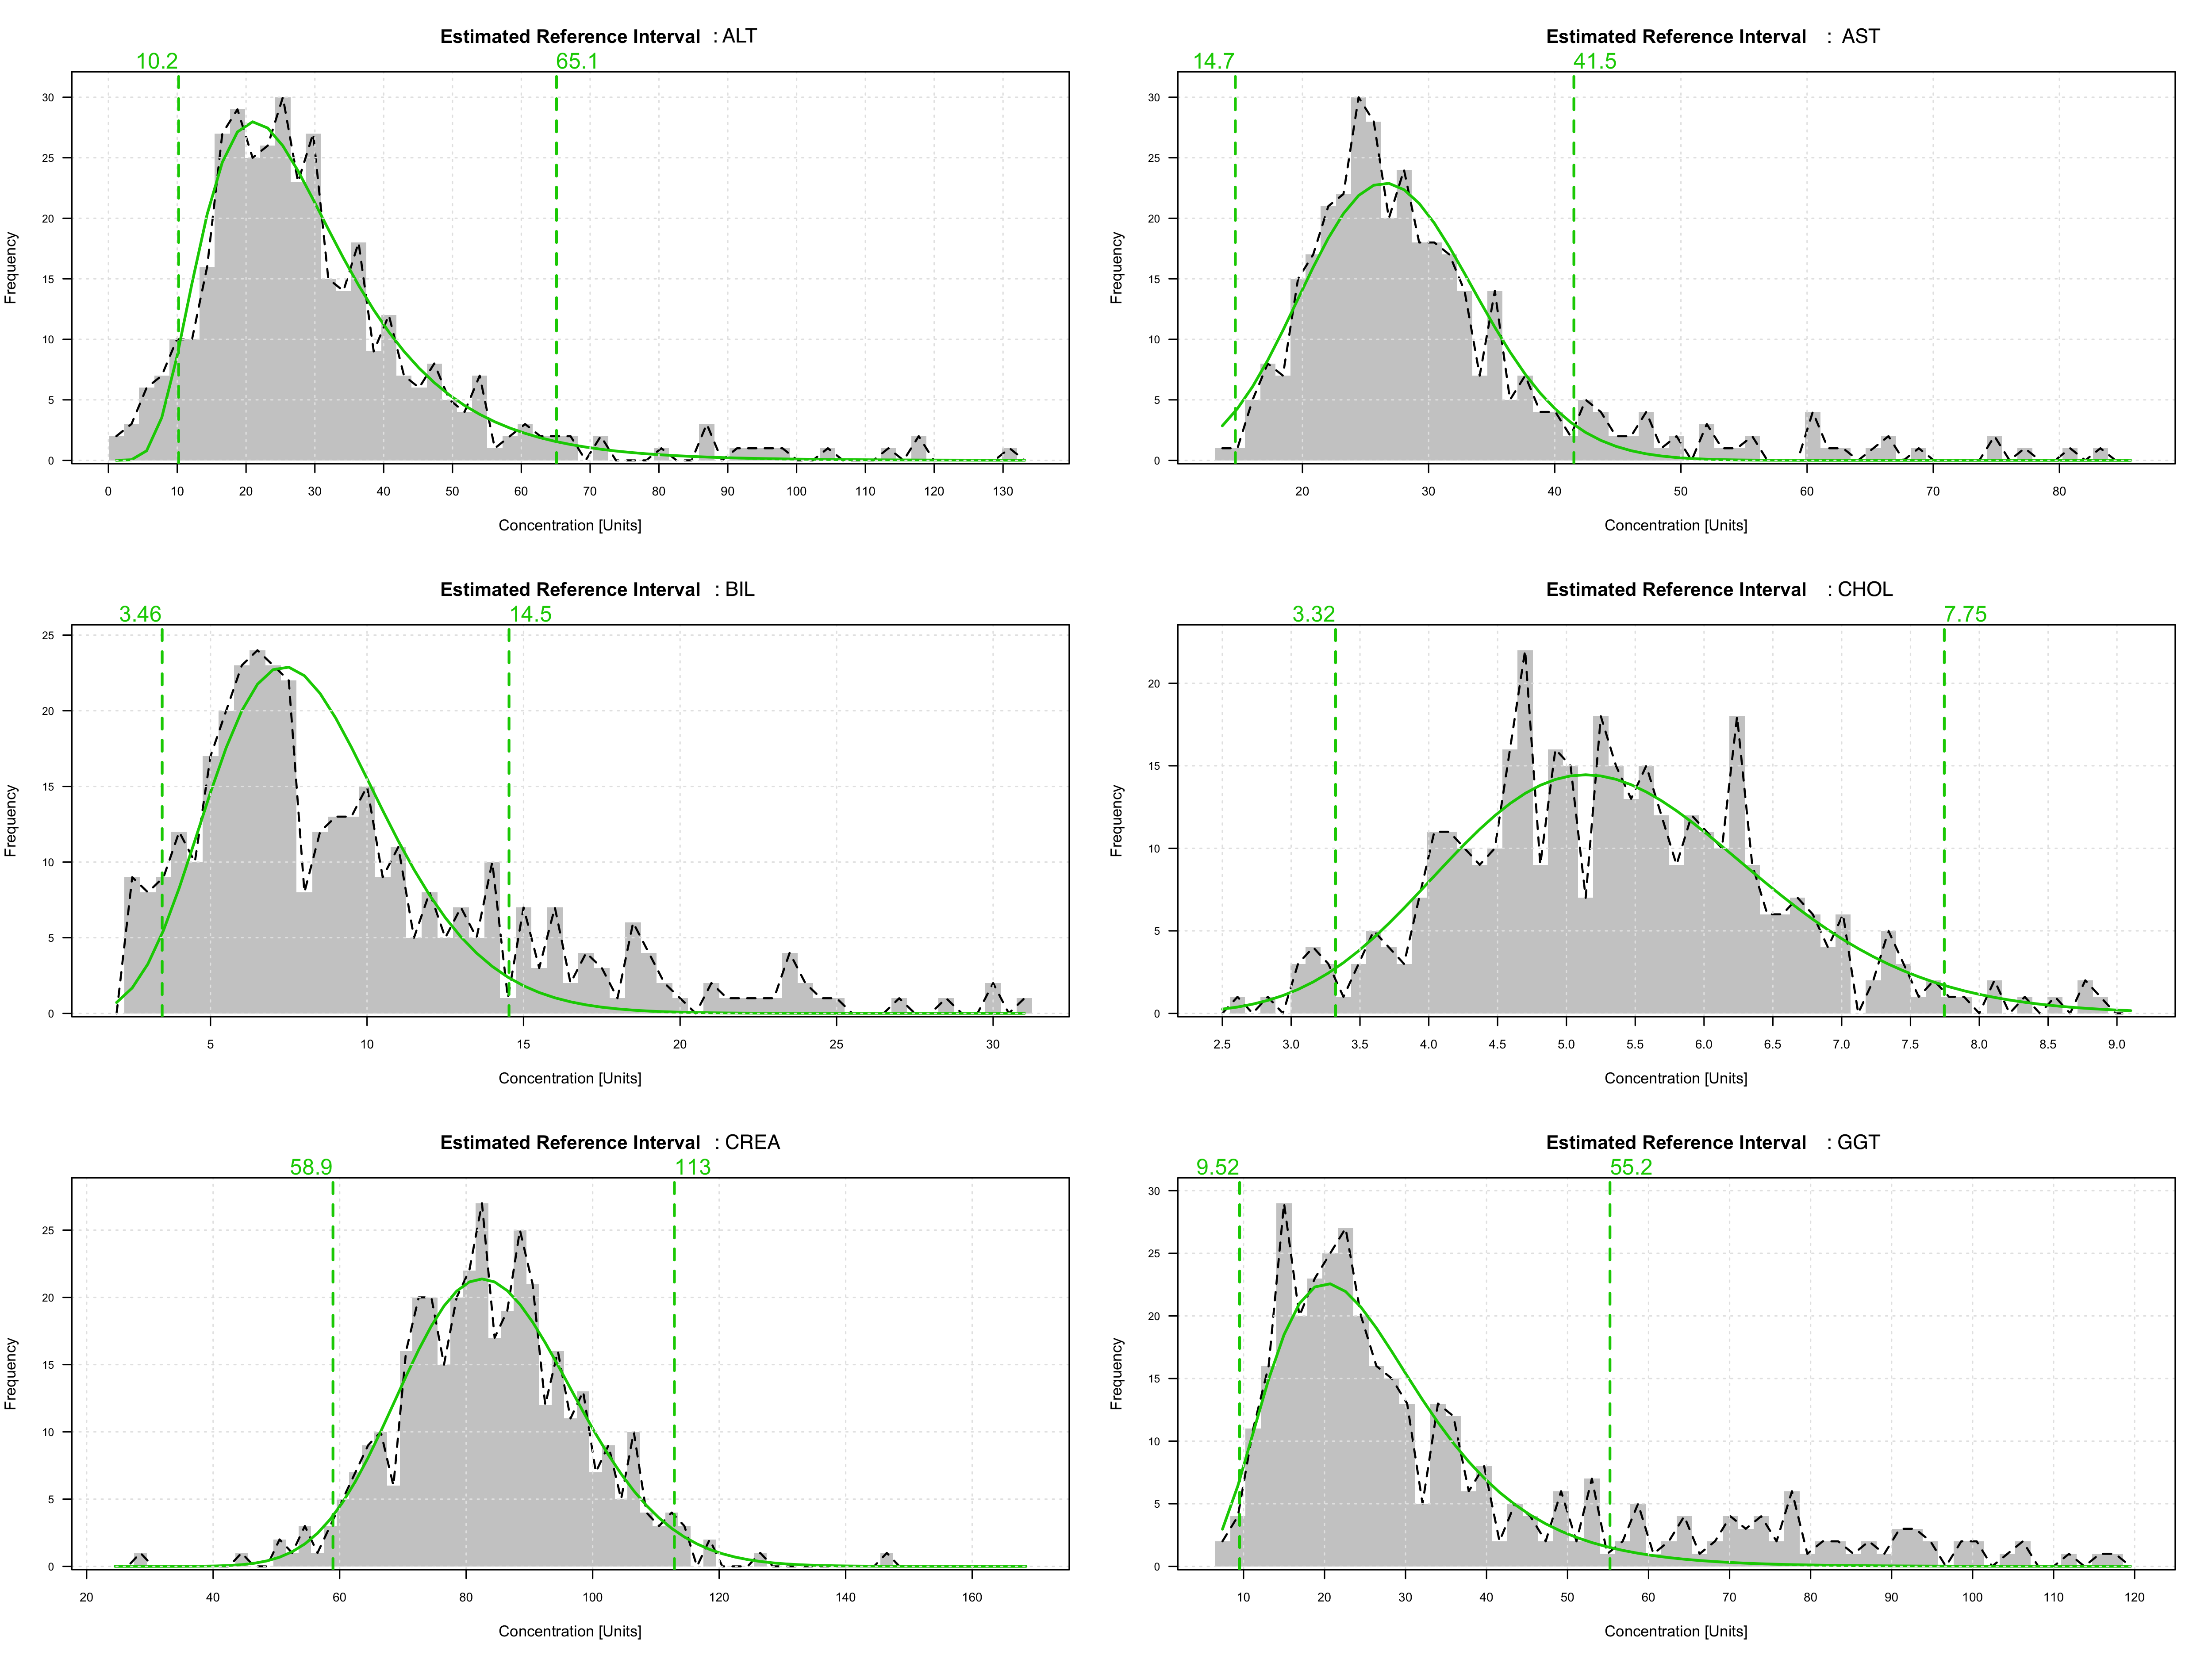 Estimated Reference Interval : ALT
10.2 65.1
Frequency
30
25
20
15
10
5
0
0 10 20 30 40 50 60 70 80 90 100 110 120 130
Concentration [Units]
Estimated Reference Interval : AST
14.7 41.5
Frequency
30
25
20
15
10
5
0
20 30 40 50 60 70 80
Concentration [Units]
Estimated Reference Interval : BIL
3.46 14.5
Frequency
25
20
15
10
5
0
5 10 15 20 25 30
Concentration [Units]
Estimated Reference Interval : CHOL
3.32 7.75
Frequency
20
15
10
5
0
2.5 3.0 3.5 4.0 4.5 5.0 5.5 6.0 6.5 7.0 7.5 8.0 8.5 9.0
Concentration [Units]
Estimated Reference Interval : CREA
58.9 113
Frequency
25
20
15
10
5
0
20 40 60 80 100 120 140 160
Concentration [Units]
Estimated Reference Interval : GGT
9.52 55.2
Frequency
30
25
20
15
10
5
0
10 20 30 40 50 60 70 80 90 100 110 120
Concentration [Units]